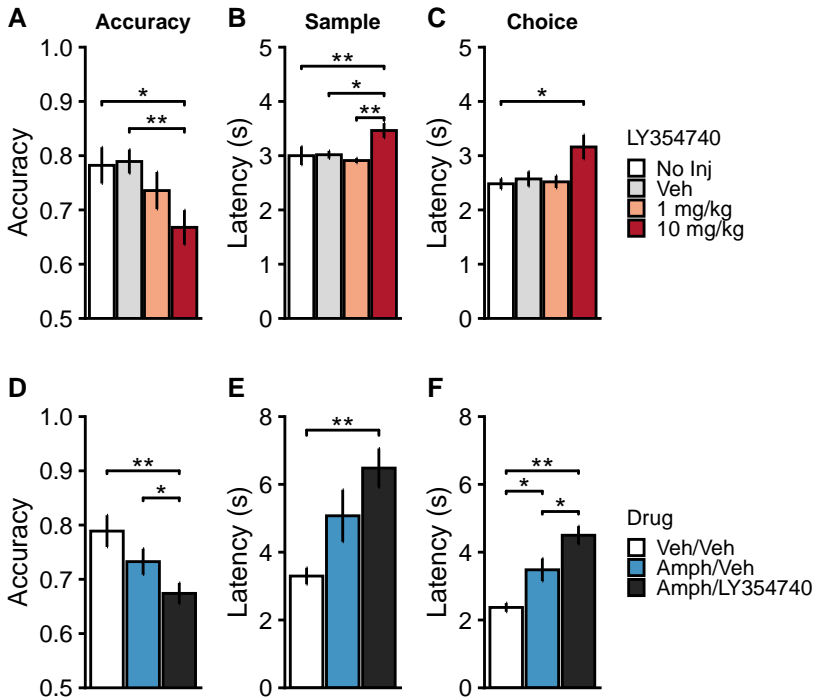 A Accuracy
B Sample
C Choice
Accuracy
1.0
0.9
0.8
0.7
0.6
0.5
*
**
Latency (s)
5
4
3
2
1
0
**
*
**
Latency (s)
5
4
3
2
1
0
*
LY354740
No Inj
Veh
1 mg/kg
10 mg/kg
D
Accuracy
1.0
0.9
0.8
0.7
0.6
0.5
**
*
E
Latency (s)
8
6
4
2
0
**
F
Latency (s)
8
6
4
2
0
**
*
*
Drug
Veh/Veh
Amph/Veh
Amph/LY354740